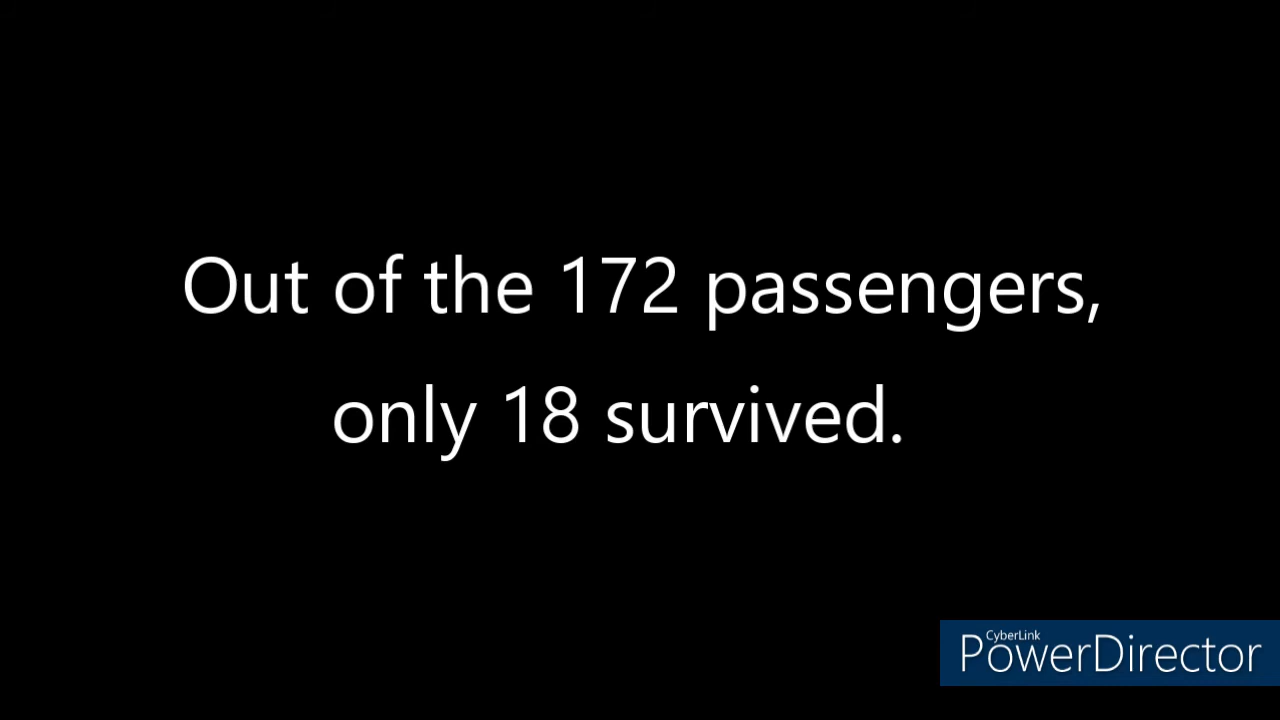 Out of the 172 passengers,
only 18 survived.
CyberLink
PowerDirector